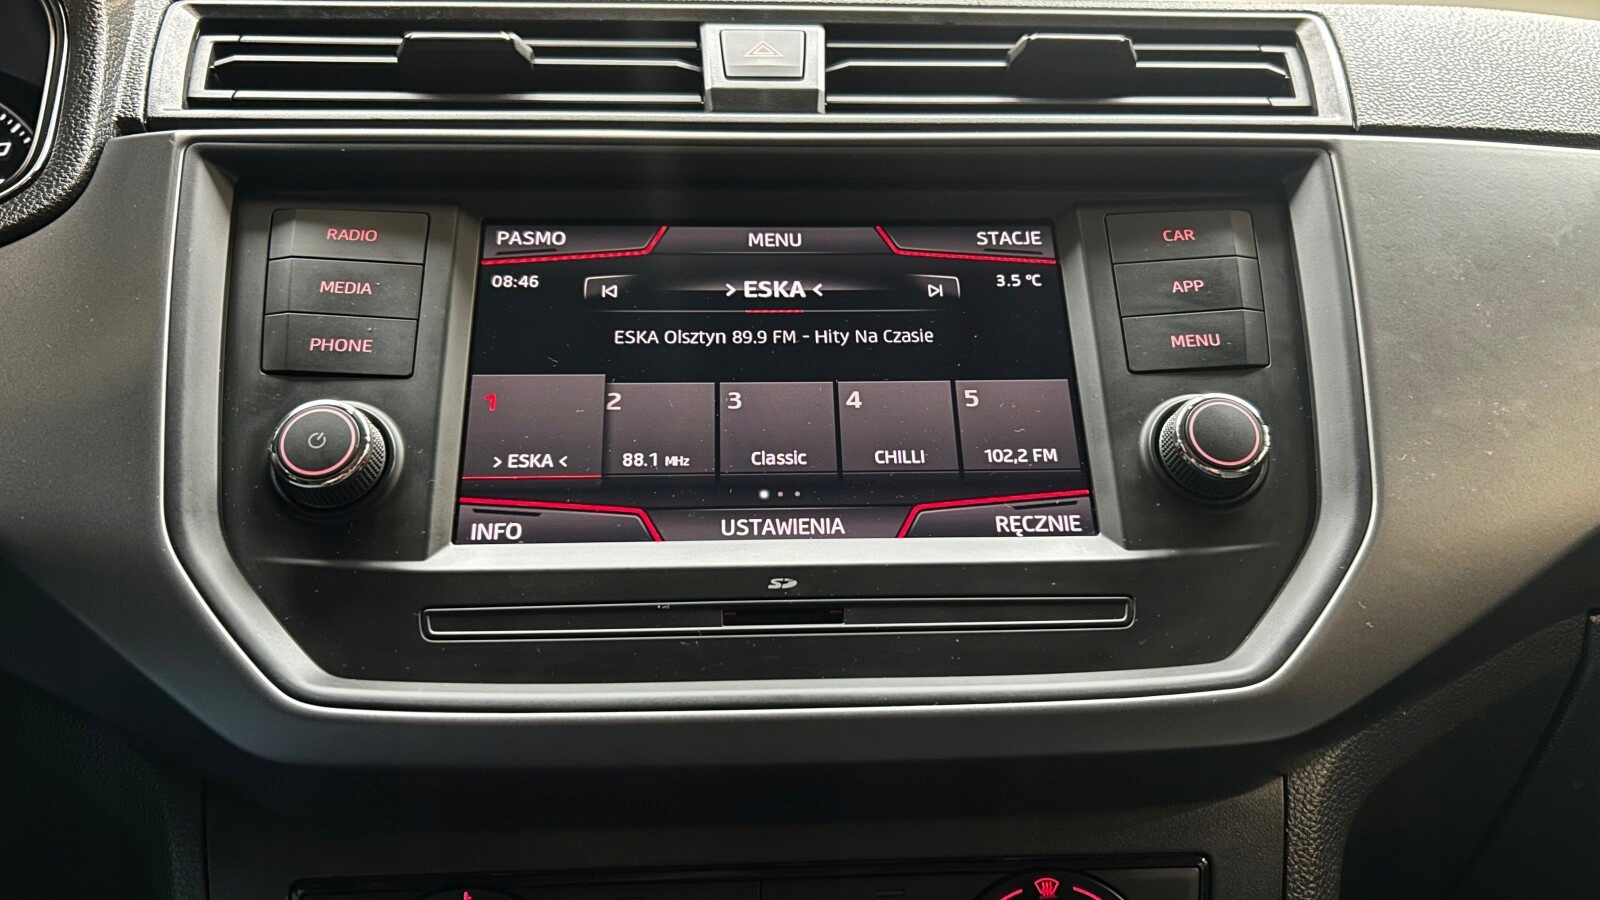 RADIO
MEDIA
PHONE
PASMO
MENU
STACJE
08:46
> ESKA <
3.5 °C
ESKA Olsztyn 89.9 FM - Hity Na Czasie
1
> ESKA <
2
88.1 MHz
3
Classic
4
CHILLI
5
102,2 FM
INFO
USTAWIENIA
RĘCZNIE
CAR
APP
MENU
SD